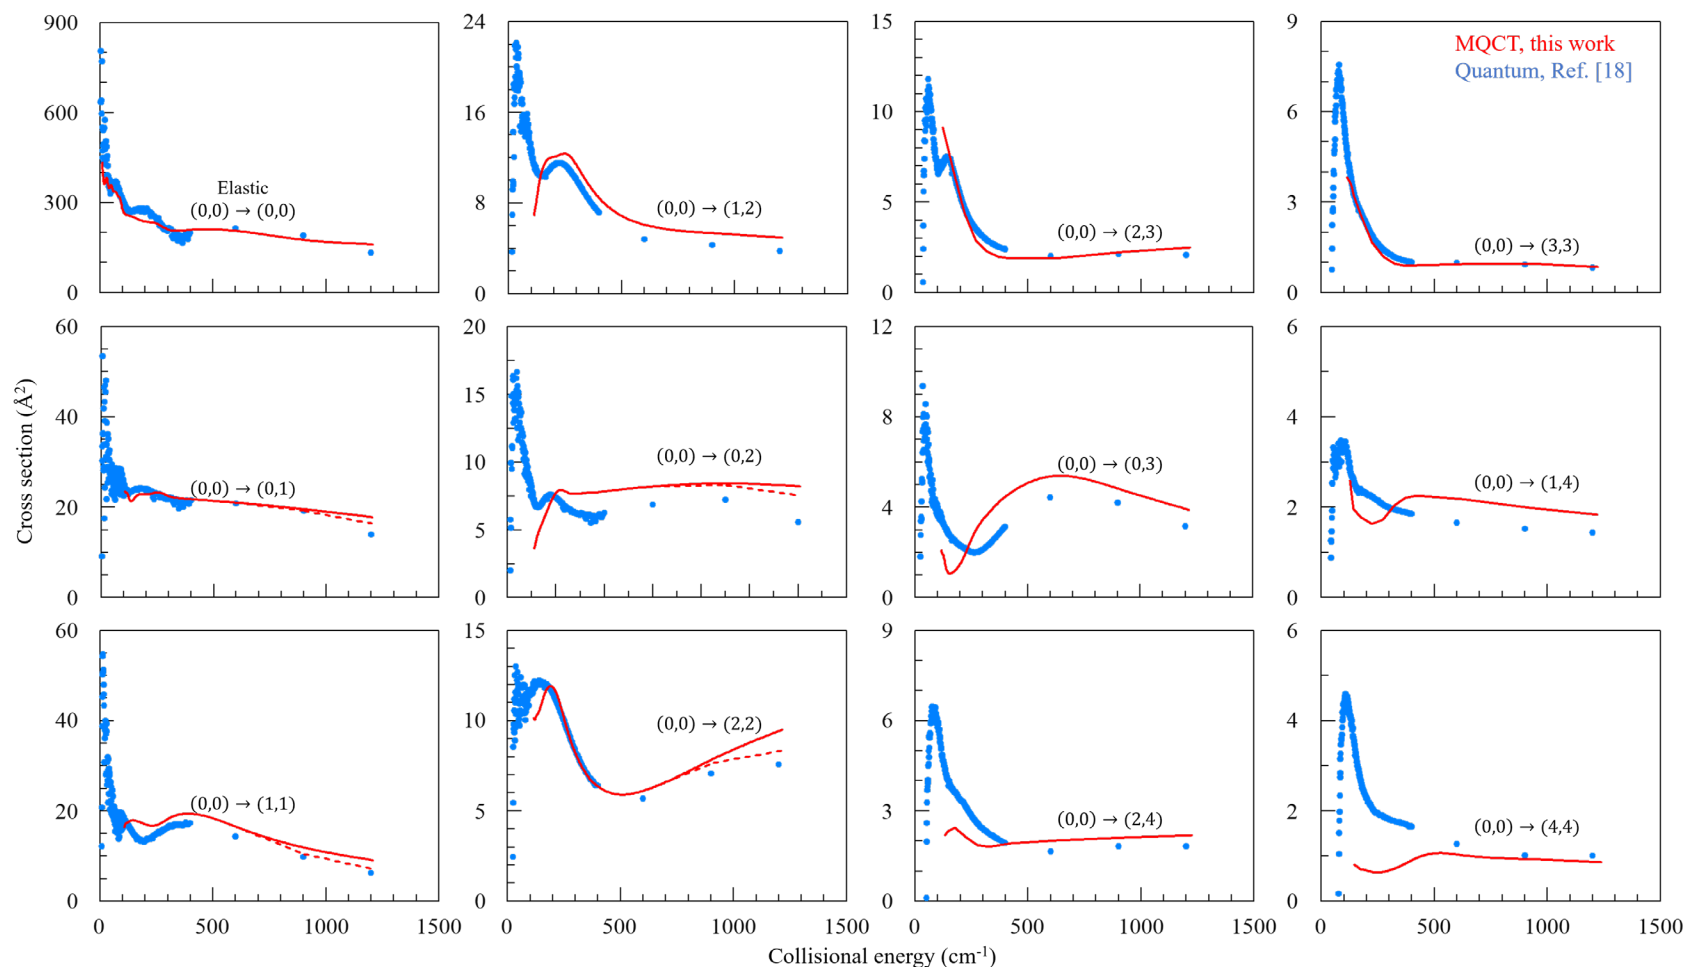 MQCT, this work
Quantum, Ref. [18]
900
600
300
0
Elastic
(0,0) → (0,0)
24
16
8
0
(0,0) → (1,2)
15
10
5
0
(0,0) → (2,3)
9
6
3
0
(0,0) → (3,3)
Cross section (Å²)
60
40
20
0
(0,0) → (0,1)
20
15
10
5
0
(0,0) → (0,2)
12
8
4
0
(0,0) → (0,3)
6
4
2
0
(0,0) → (1,4)
60
40
20
0
(0,0) → (1,1)
15
10
5
0
(0,0) → (2,2)
9
6
3
0
(0,0) → (2,4)
6
4
2
0
(0,0) → (4,4)
0 500 1000 1500
0 500 1000 1500
0 500 1000 1500
0 500 1000 1500
Collisional energy (cm⁻¹)